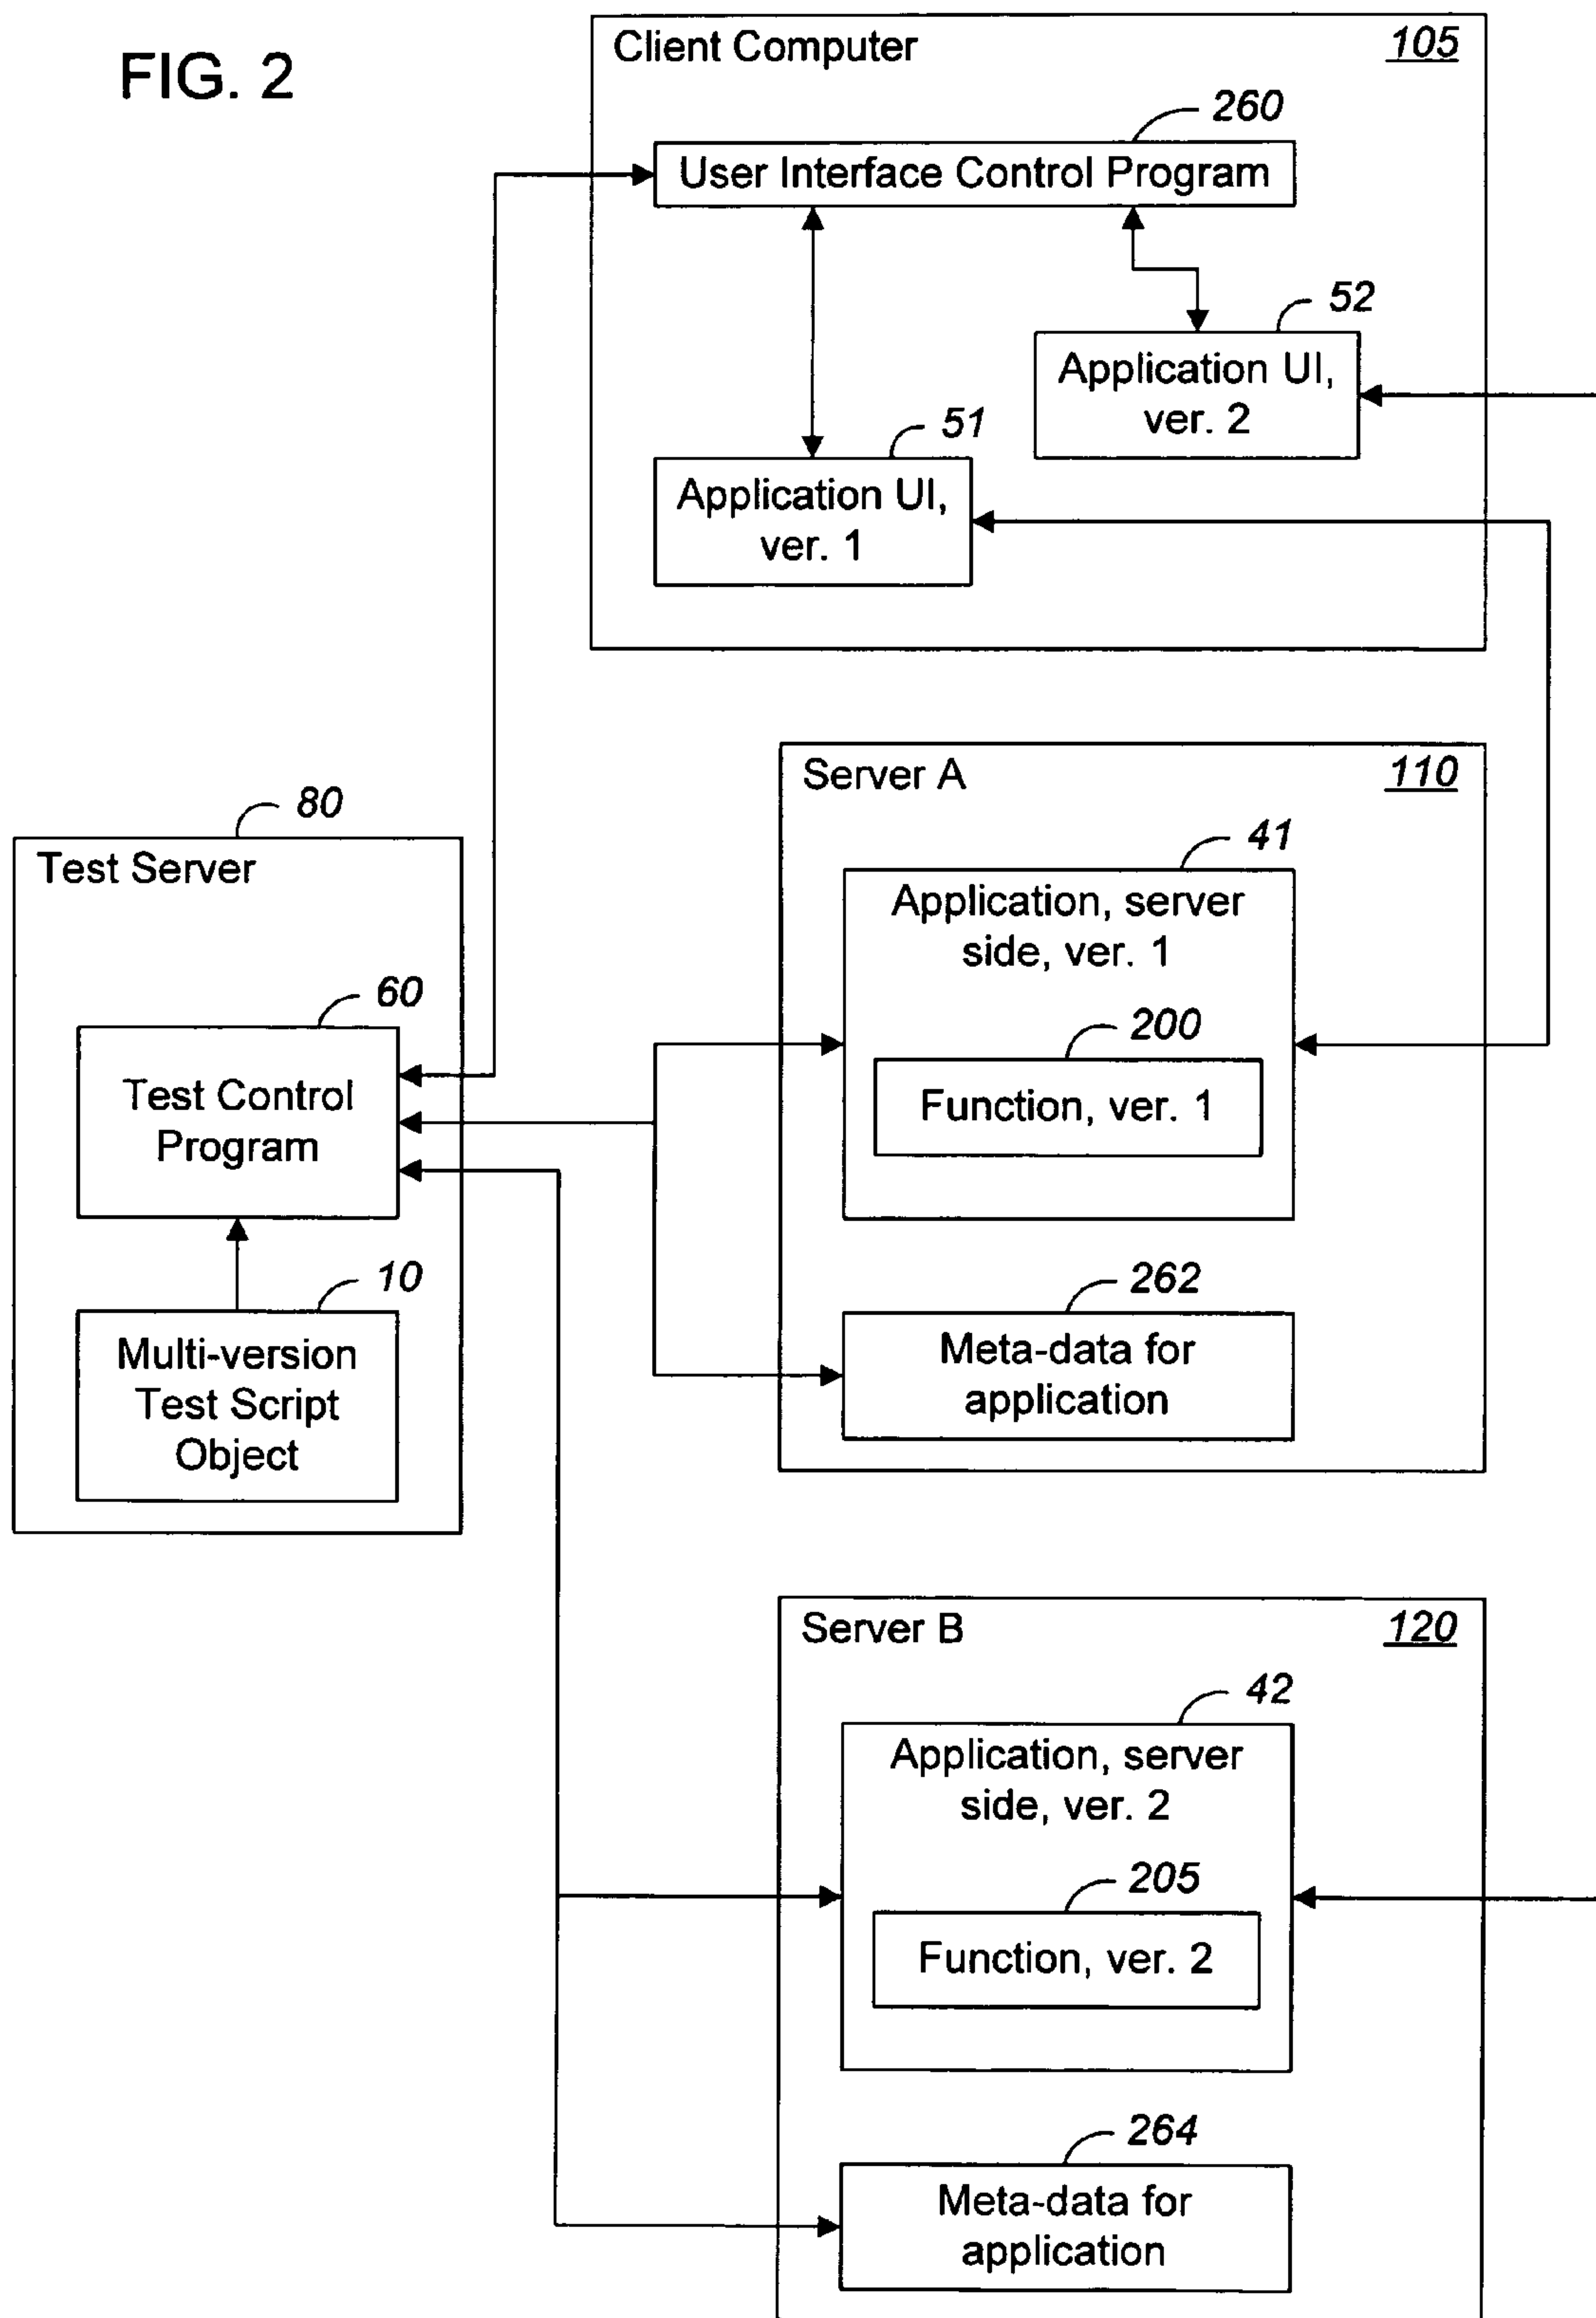 FIG. 2
Client Computer
105
260
User Interface Control Program
52
Application UI,
ver. 2
51
Application UI,
ver. 1
Server A
110
80
Test Server
41
Application, server
side, ver. 1
60
Test Control
Program
200
Function, ver. 1
10
Multi-version
Test Script
Object
262
Meta-data for
application
Server B
120
42
Application, server
side, ver. 2
205
Function, ver. 2
264
Meta-data for
application